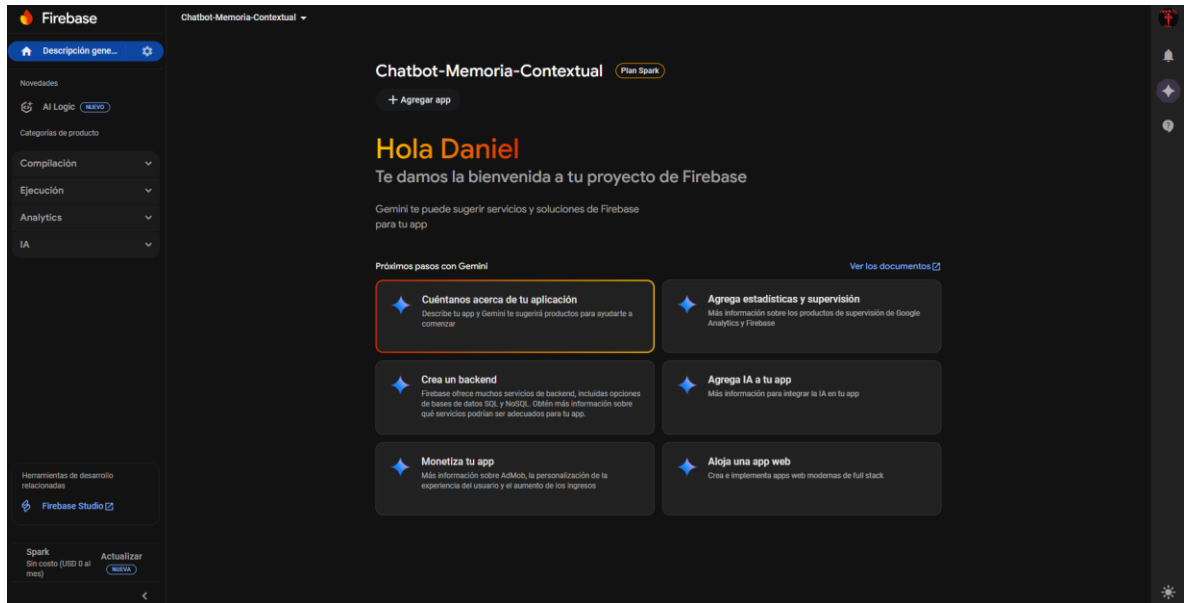 Firebase
Chatbot-Memoria-Contextual
Descripción gene...
Novedades
AI Logic NUEVO
Categorías de producto
Compilación
Ejecución
Analytics
IA
Herramientas de desarrollo
relacionadas
Firebase Studio
Spark
Sin costo (USD 0 al
mes)
Actualizar
NUEVA
Chatbot-Memoria-Contextual Plan Spark
+ Agregar app
Hola Daniel
Te damos la bienvenida a tu proyecto de Firebase
Gemini te puede sugerir servicios y soluciones de Firebase
para tu app
Próximos pasos con Gemini
Ver los documentos
Cuéntanos acerca de tu aplicación
Describe tu app y Gemini te sugerirá productos para ayudarte a
comenzar
Agrega estadísticas y supervisión
Más información sobre los productos de supervisión de Google
Analytics y Firebase
Crea un backend
Firebase ofrece muchos servicios de backend, incluidas opciones
de bases de datos SQL y NoSQL. Obtén más información sobre
qué servicios podrían ser adecuados para tu app.
Agrega IA a tu app
Más información para integrar la IA en tu app
Monetiza tu app
Más información sobre AdMob, la personalización de la
experiencia del usuario y el aumento de los ingresos
Aloja una app web
Crea e implementa apps web modernas de full stack